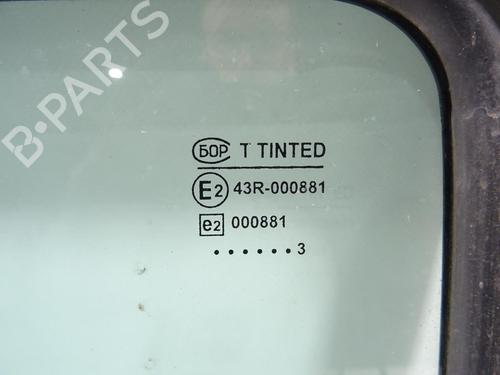 B-PARTS
БОР T TINTED
E2 43R-000881
e2 000881
. . . . . . 3